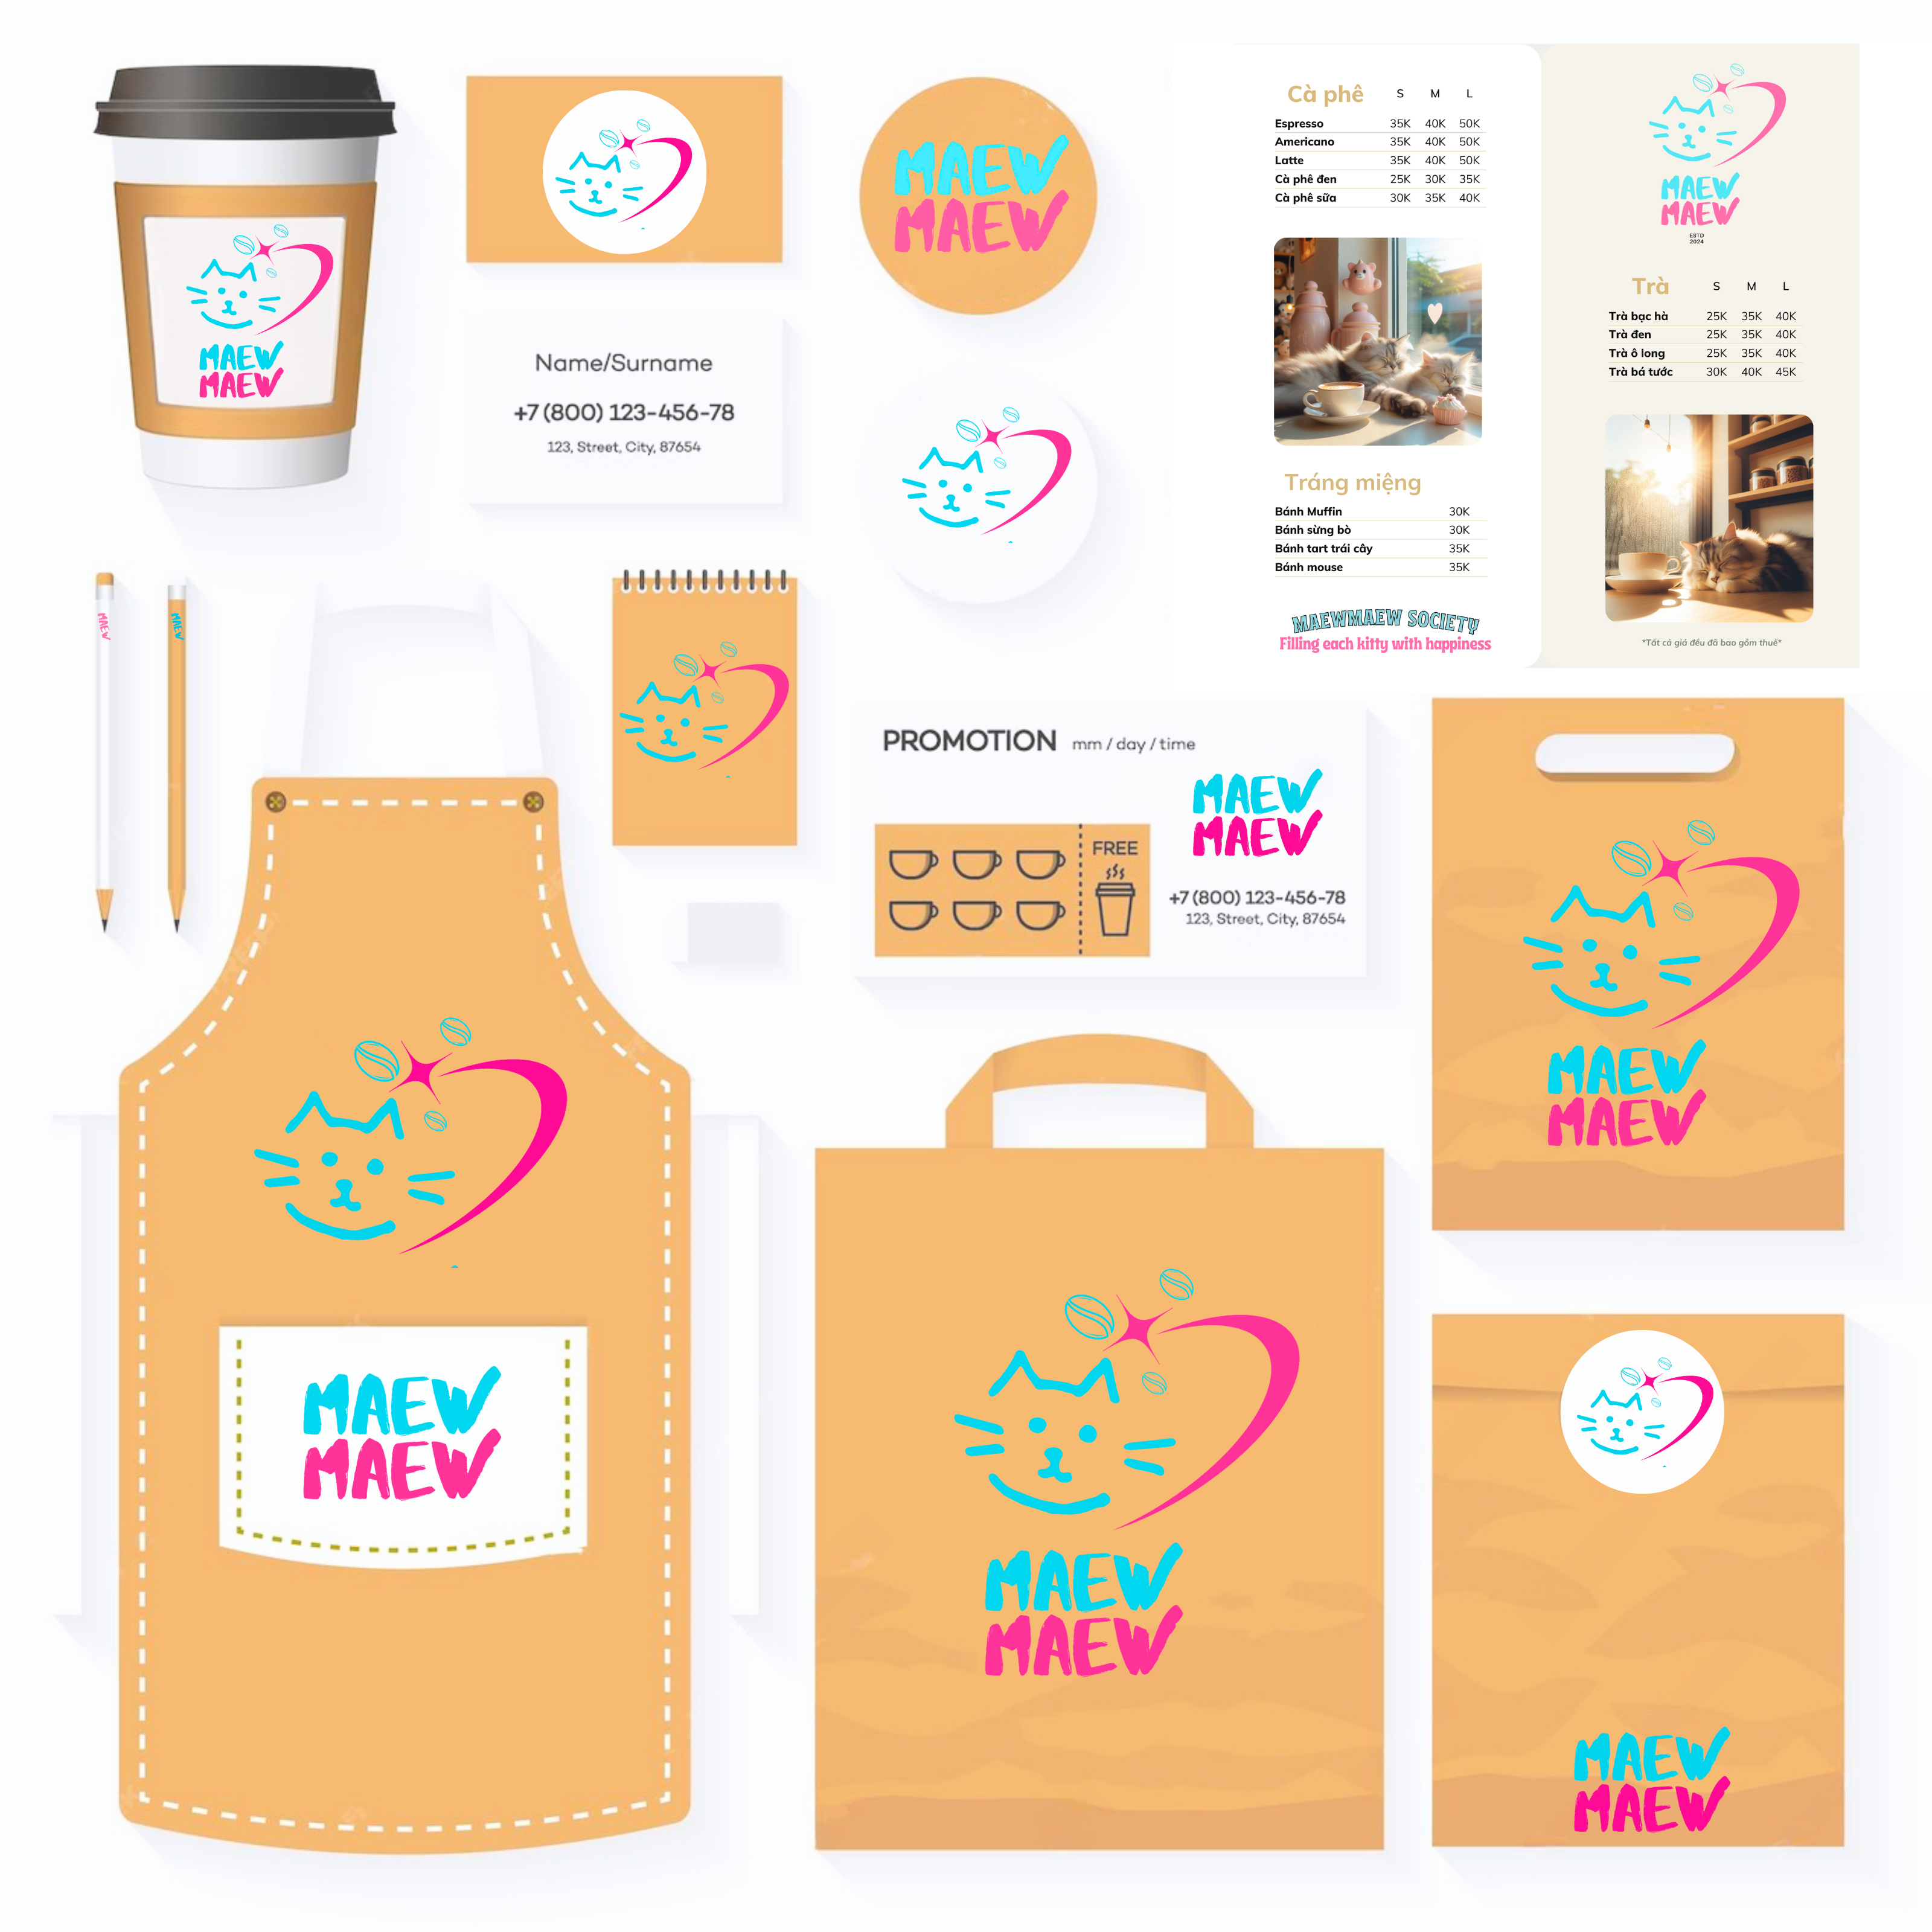 MAEW
MAEW
Name/Surname
+7 (800) 123-456-78
123, Street, City, 87654
MAEW
MAEW
Cà phê S M L
Espresso 35K 40K 50K
Americano 35K 40K 50K
Latte 35K 40K 50K
Cà phê đen 25K 30K 35K
Cà phê sữa 30K 35K 40K
Tráng miệng
Bánh Muffin 30K
Bánh sừng bò 30K
Bánh tart trái cây 35K
Bánh mouse 35K
MAEWMAEW SOCIETY
Filling each kitty with happiness
MAEW
MAEW
ESTD
2024
Trà S M L
Trà bạc hà 25K 35K 40K
Trà đen 25K 35K 40K
Trà ô long 25K 35K 40K
Trà bá tước 30K 40K 45K
*Tất cả giá đều đã bao gồm thuế*
MAEW
MAEW
PROMOTION mm / day / time
FREE
MAEW
MAEW
+7 (800) 123-456-78
123, Street, City, 87654
MAEW
MAEW
MAEW
MAEW
MAEW
MAEW
MAEW
MAEW